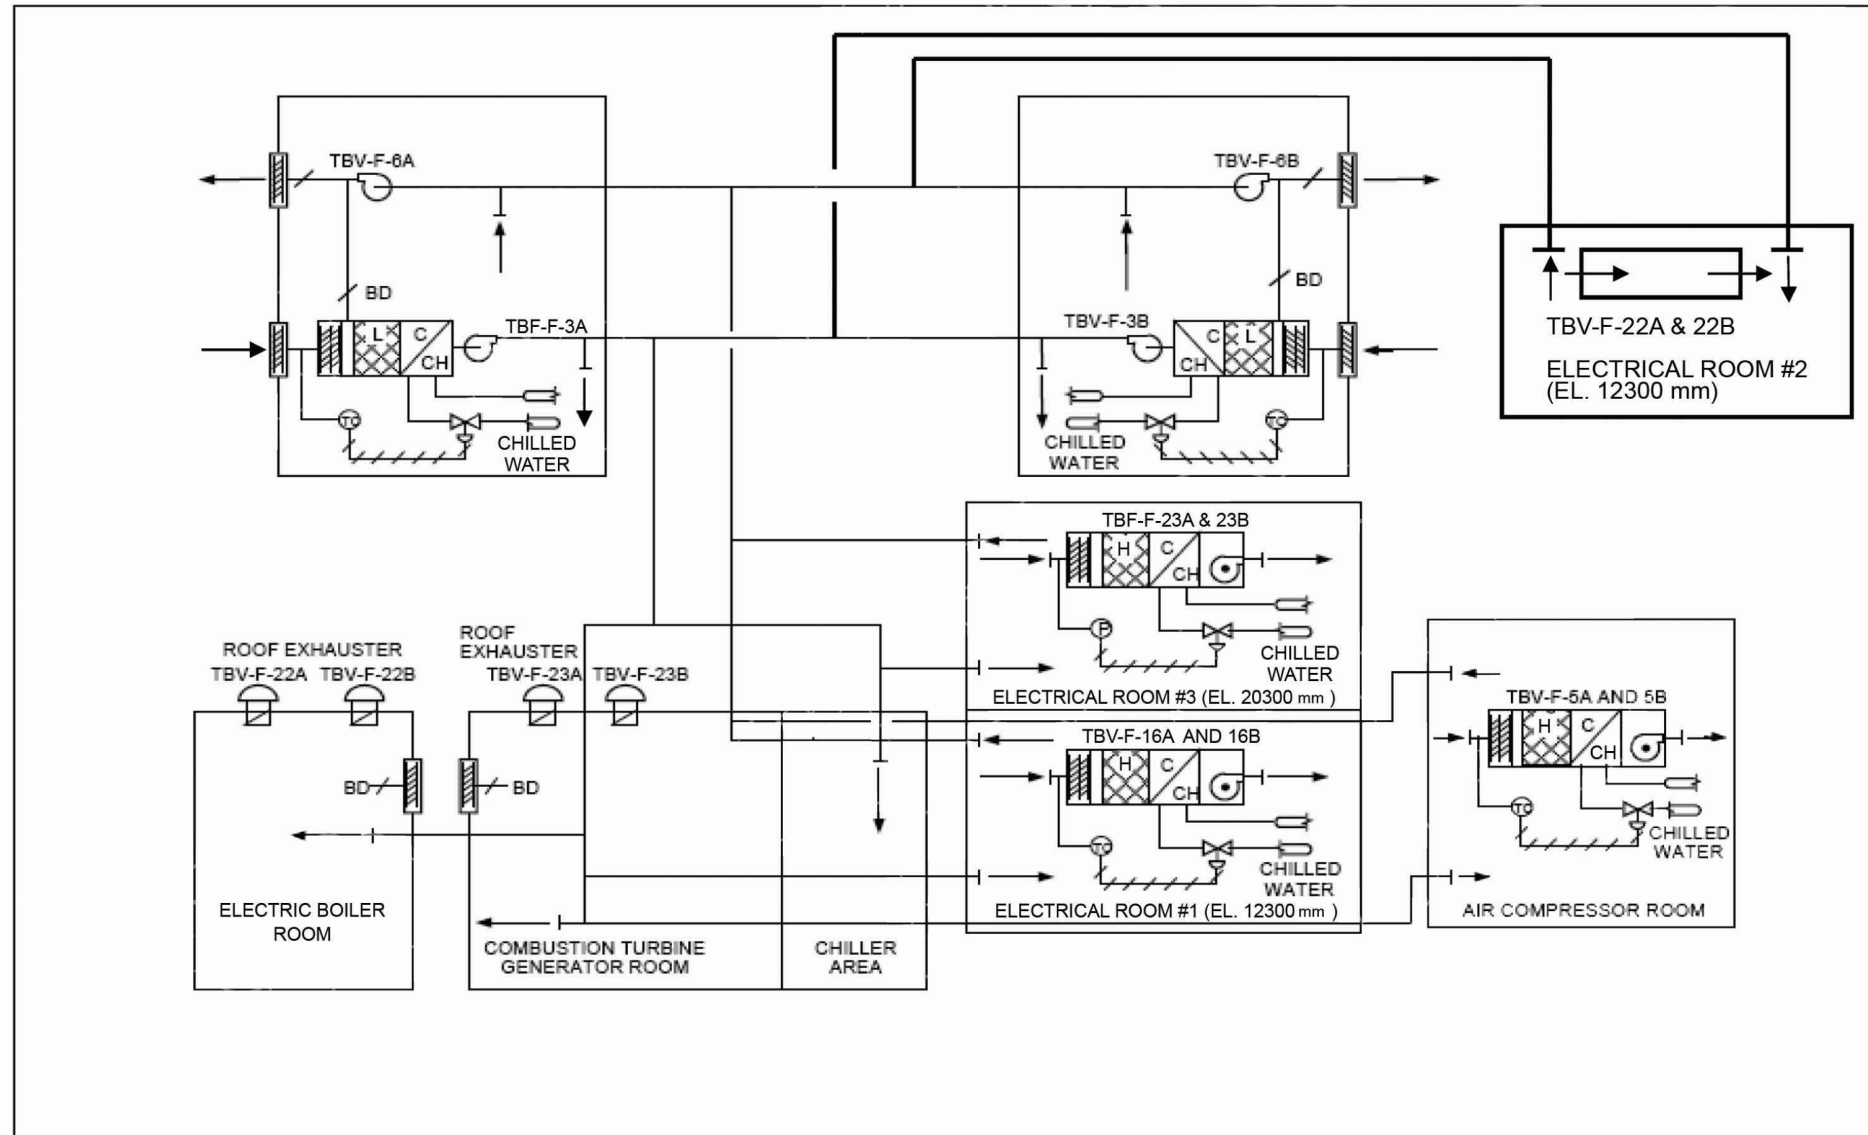 TBV-F-6A
TBV-F-6B
BD
BD
TBV-F-22A & 22B
ELECTRICAL ROOM #2
(EL. 12300 mm)
L
C
CH
TBF-F-3A
TBV-F-3B
C
L
CH
TC
CHILLED
WATER
TC
CHILLED
WATER
TBF-F-23A & 23B
H
C
CH
P
CHILLED
WATER
ELECTRICAL ROOM #3 (EL. 20300 mm )
ROOF EXHAUSTER
TBV-F-22A
TBV-F-22B
ROOF
EXHAUSTER
TBV-F-23A
TBV-F-23B
TBV-F-16A AND 16B
H
C
CH
TC
CHILLED
WATER
ELECTRICAL ROOM #1 (EL. 12300 mm )
TBV-F-5A AND 5B
H
C
CH
TC
CHILLED
WATER
AIR COMPRESSOR ROOM
BD
BD
ELECTRIC BOILER
ROOM
COMBUSTION TURBINE
GENERATOR ROOM
CHILLER
AREA